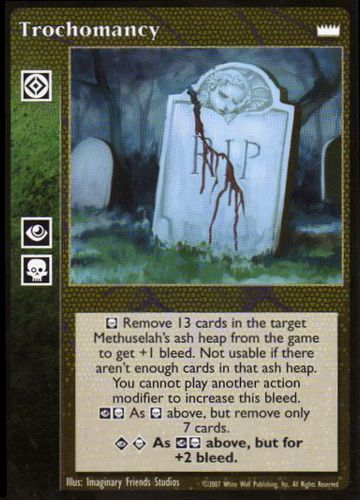 Trochomancy
RIP
Remove 13 cards in the target
Methuselah's ash heap from the game
to get +1 bleed. Not usable if there
aren't enough cards in that ash heap.
You cannot play another action
modifier to increase this bleed.
As above, but remove only
7 cards.
As above, but for
+2 bleed.
Illus: Imaginary Friends Studios ©2007 White Wolf Publishing, Inc. All Rights Reserved.